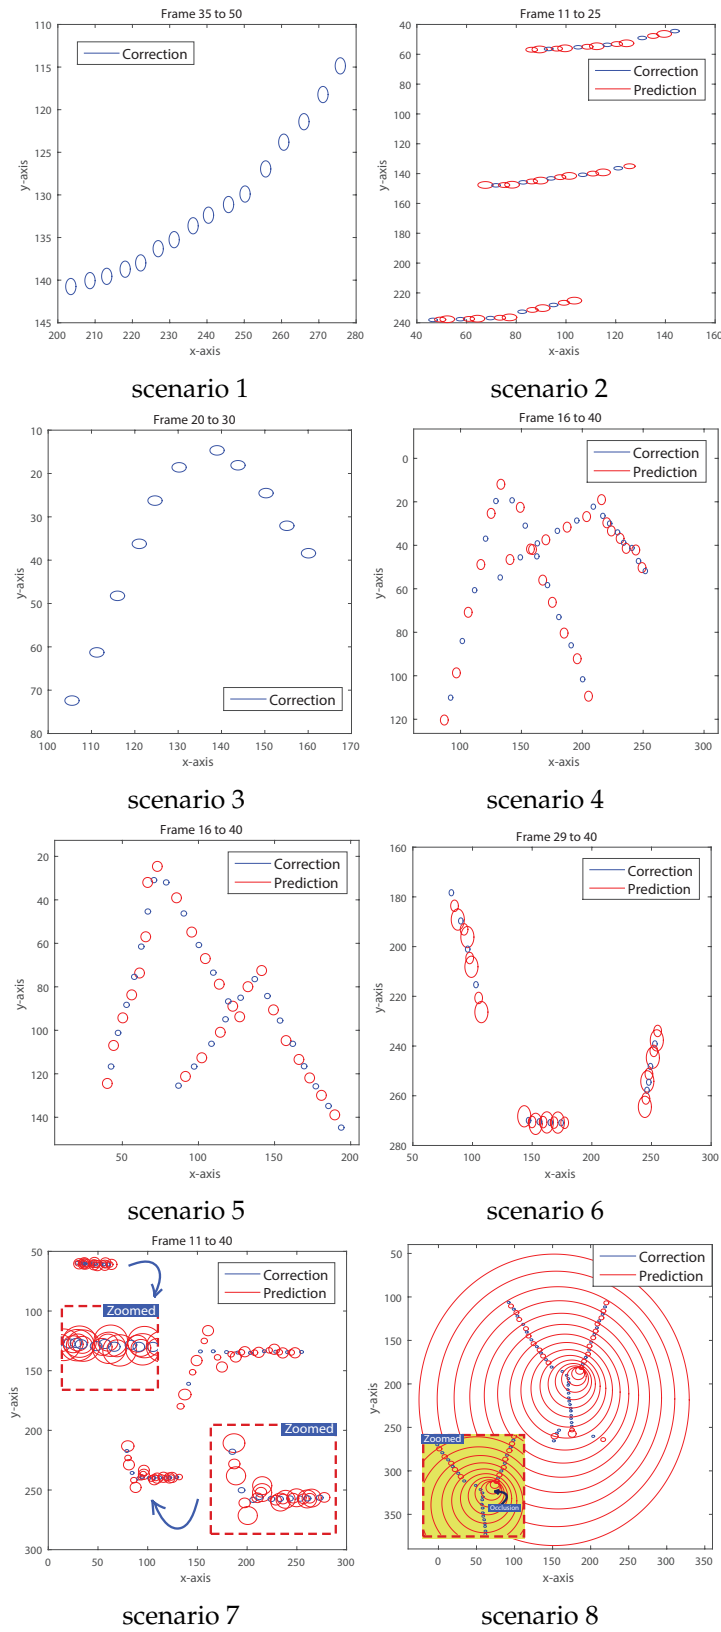 Frame 35 to 50
110
115
120
125
130
135
140
145
y-axis
Correction
200 210 220 230 240 250 260 270 280
x-axis
scenario 1
Frame 11 to 25
40
60
80
100
120
140
160
180
200
220
240
y-axis
Correction
Prediction
40 60 80 100 120 140 160
x-axis
scenario 2
Frame 20 to 30
10
20
30
40
50
60
70
80
y-axis
Correction
100 110 120 130 140 150 160 170
x-axis
scenario 3
Frame 16 to 40
0
20
40
60
80
100
120
y-axis
Correction
Prediction
100 150 200 250 300
x-axis
scenario 4
Frame 16 to 40
20
40
60
80
100
120
140
y-axis
Correction
Prediction
50 100 150 200
x-axis
scenario 5
Frame 29 to 40
160
180
200
220
240
260
280
y-axis
Correction
Prediction
50 100 150 200 250 300
x-axis
scenario 6
Frame 11 to 40
50
100
150
200
250
300
y-axis
Correction
Prediction
Zoomed
Zoomed
0 50 100 150 200 250 300
x-axis
scenario 7
50
100
150
200
250
300
350
y-axis
Correction
Prediction
Zoomed
Occlusion
0 50 100 150 200 250 300 350
x-axis
scenario 8